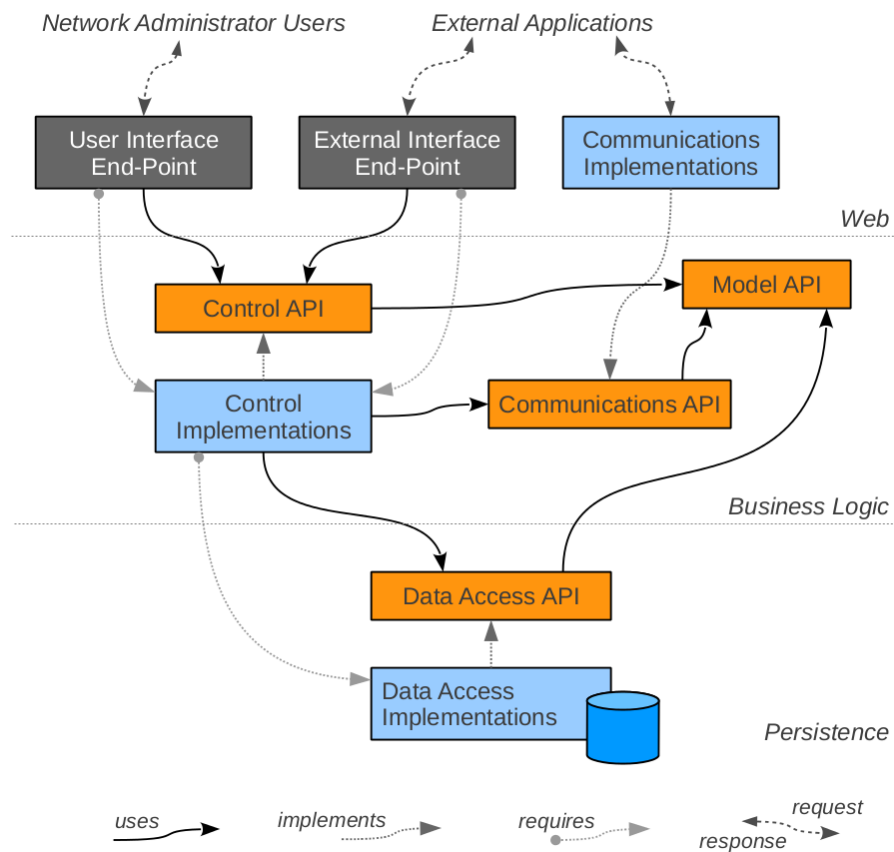 Network Administrator Users
External Applications
User Interface
End-Point
External Interface
End-Point
Communications
Implementations
Web
Control API
Model API
Control
Implementations
Communications API
Business Logic
Data Access API
Data Access
Implementations
Persistence
uses
implements
requires
request
response